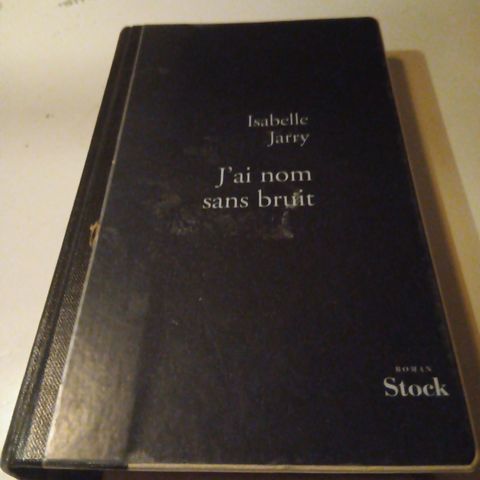 Isabelle
Jarry
J'ai nom
sans bruit
ROMAN
Stock